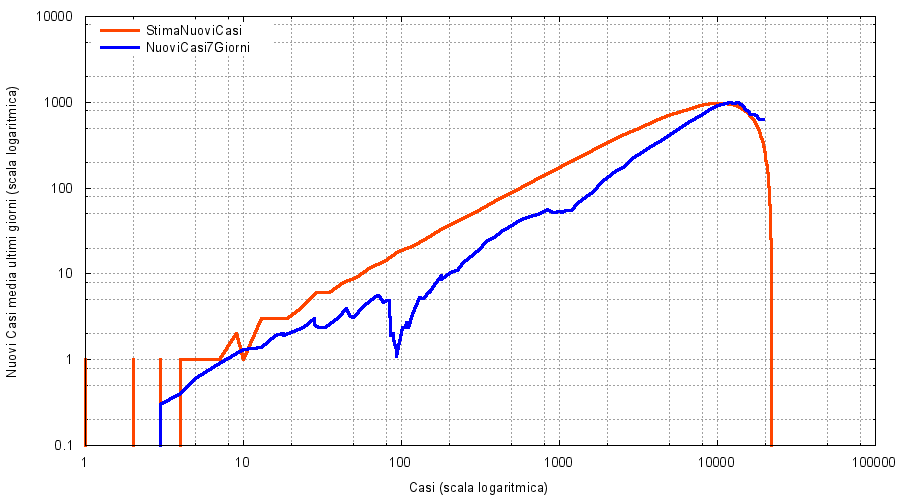 10000
1000
100
10
1
0.1
StimaNuoviCasi
NuoviCasi7Giorni
Nuovi Casi media ultimi giorni (scala logaritmica)
1 10 100 1000 10000 100000
Casi (scala logaritmica)